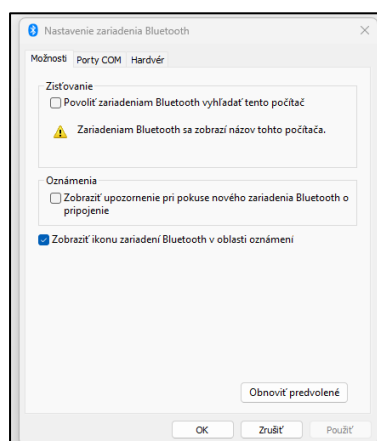 Nastavenie zariadenia Bluetooth
Možnosti Porty COM Hardvér
Zisťovanie
Povoliť zariadeniam Bluetooth vyhľadať tento počítač
Zariadeniam Bluetooth sa zobrazí názov tohto počítača.
Oznámenia
Zobraziť upozornenie pri pokuse nového zariadenia Bluetooth o
pripojenie
Zobraziť ikonu zariadení Bluetooth v oblasti oznámení
Obnoviť predvolené
OK Zrušiť Použiť